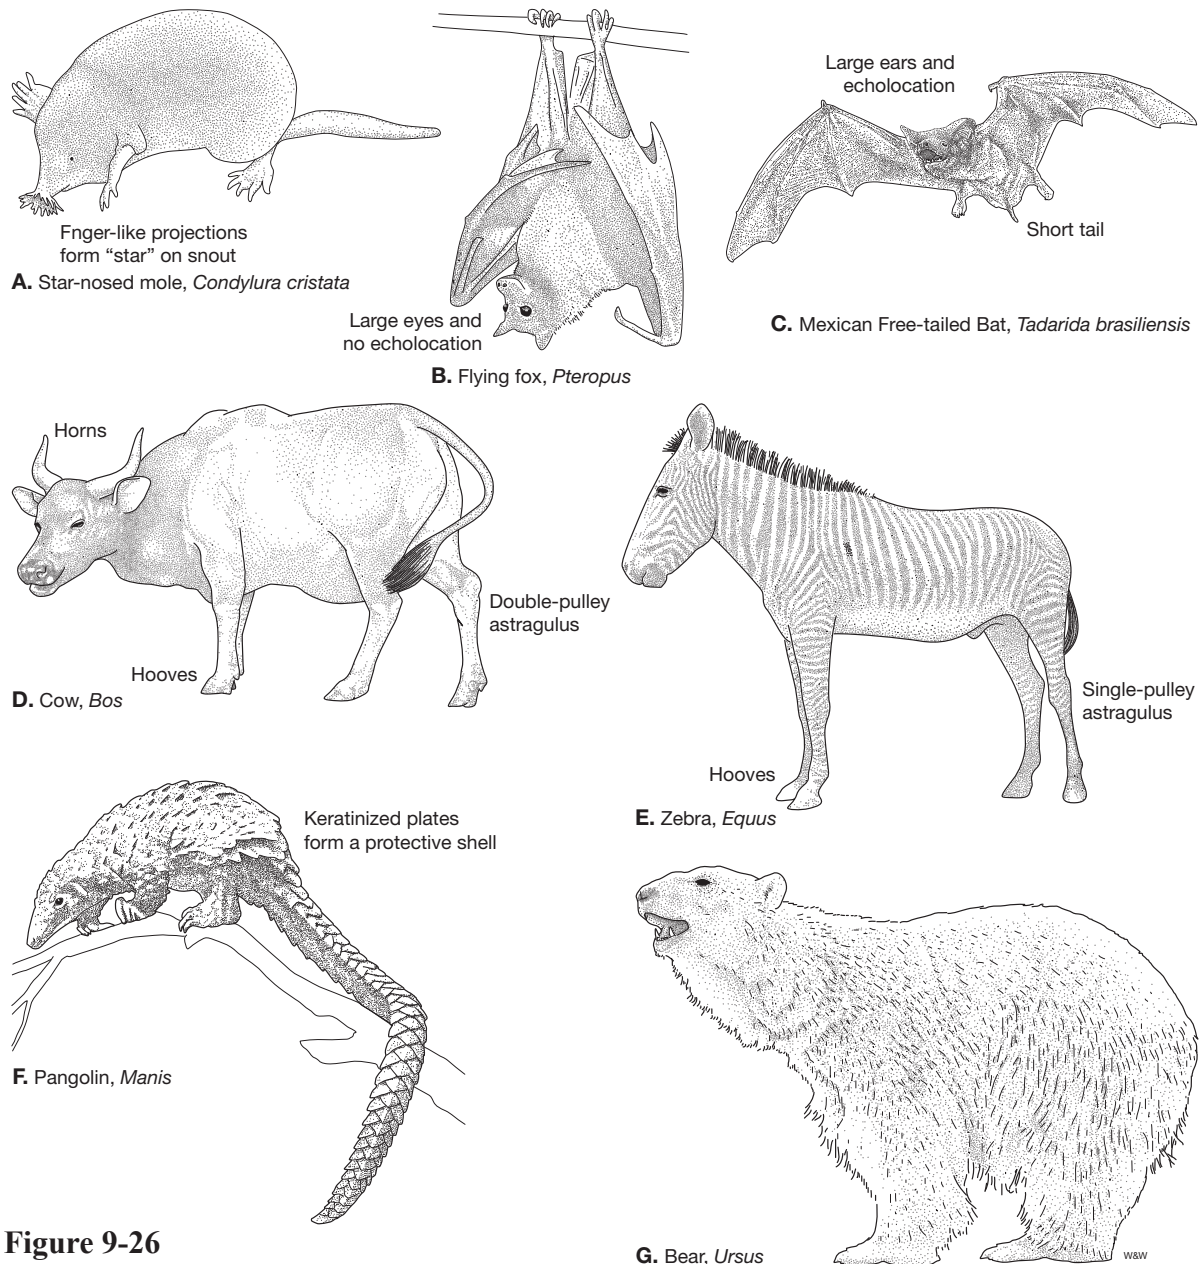 Fnger-like projections
form “star” on snout
A. Star-nosed mole, Condylura cristata
Large eyes and
no echolocation
B. Flying fox, Pteropus
Large ears and
echolocation
Short tail
C. Mexican Free-tailed Bat, Tadarida brasiliensis
Horns
Double-pulley
astragulus
Hooves
D. Cow, Bos
Single-pulley
astragulus
Hooves
E. Zebra, Equus
Keratinized plates
form a protective shell
F. Pangolin, Manis
G. Bear, Ursus
W&W
Figure 9-26